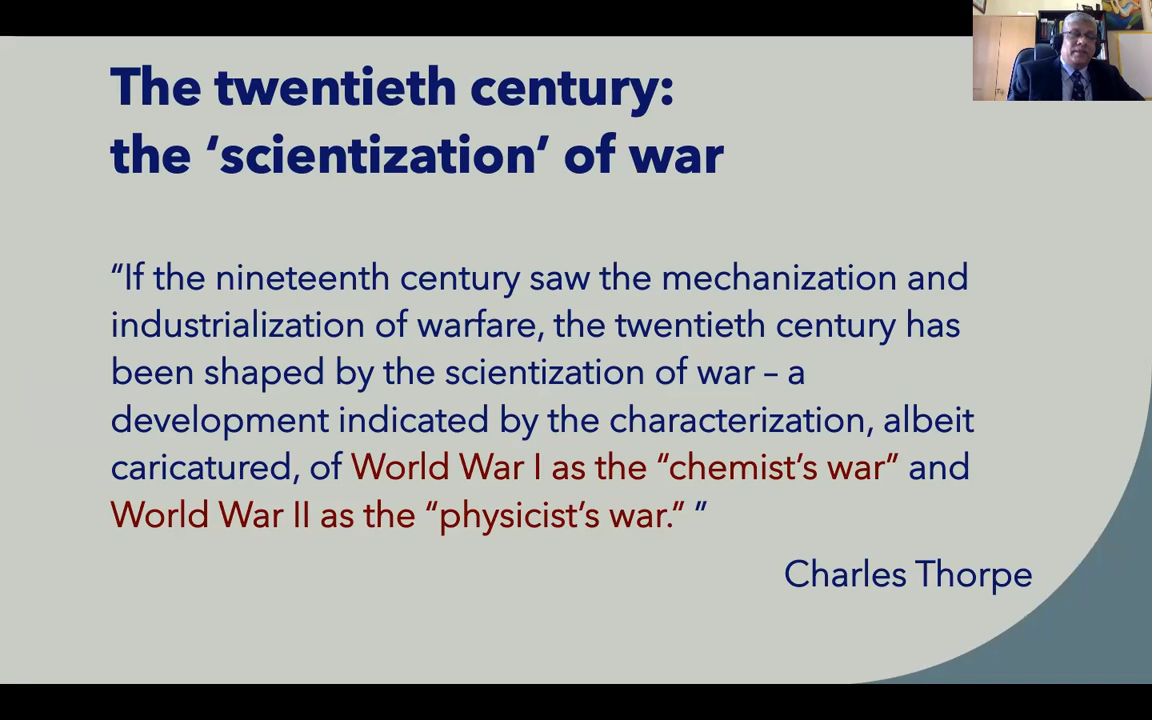 The twentieth century:
the ‘scientization’ of war
“If the nineteenth century saw the mechanization and
industrialization of warfare, the twentieth century has
been shaped by the scientization of war – a
development indicated by the characterization, albeit
caricatured, of World War I as the “chemist’s war” and
World War II as the “physicist’s war.” ”
Charles Thorpe